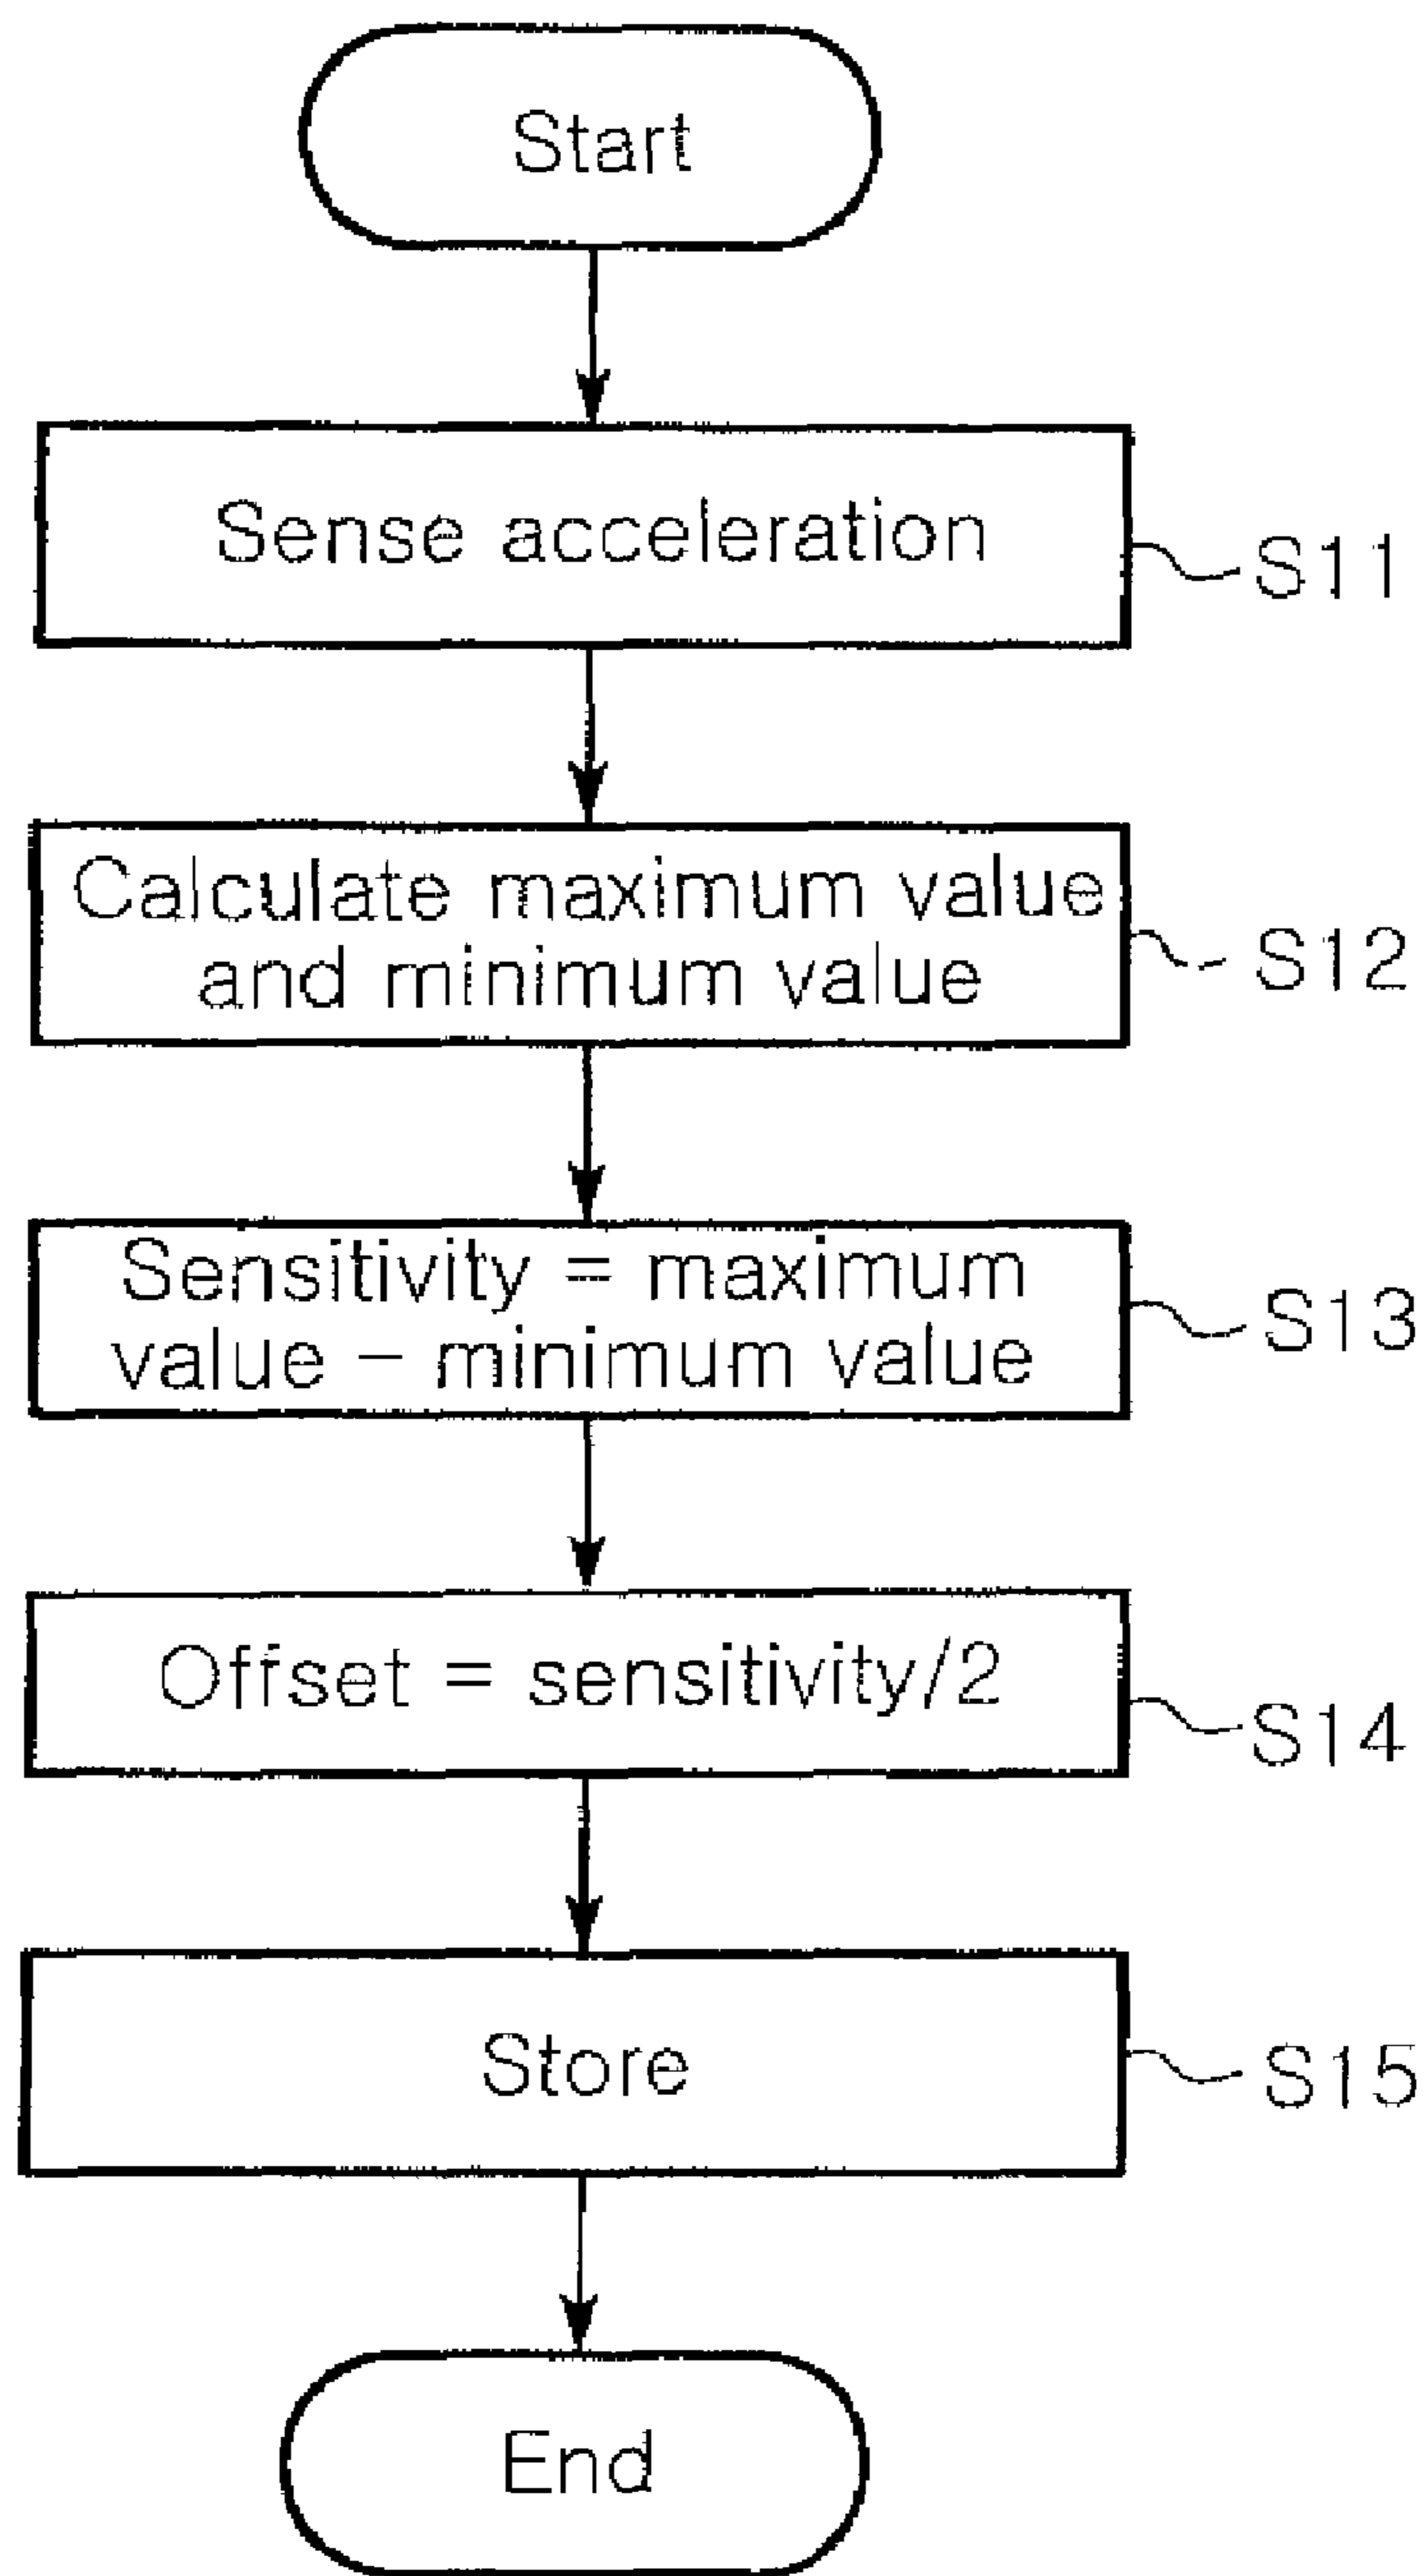 Start
Sense acceleration
S11
Calculate maximum value
and minimum value
S12
Sensitivity = maximum
value – minimum value
S13
Offset = sensitivity/2
S14
Store
S15
End